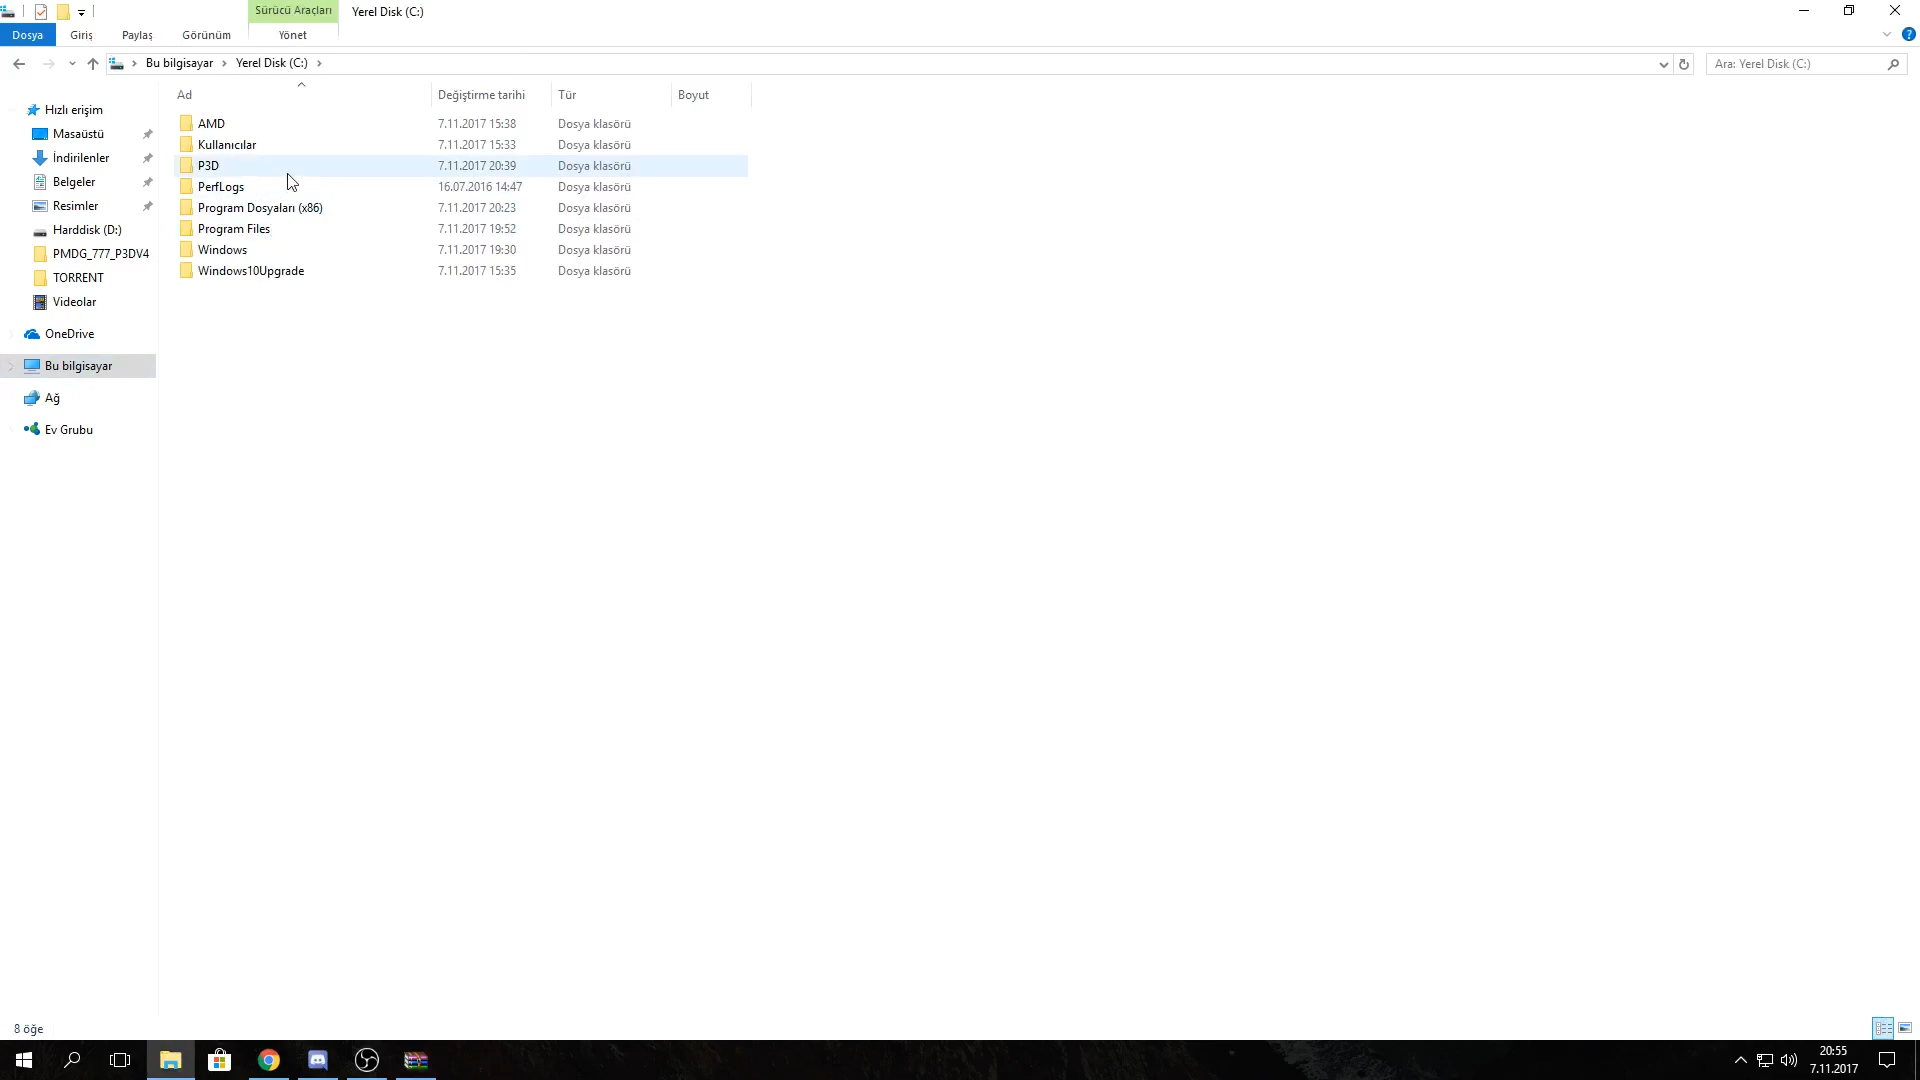 Sürücü Araçları
Yerel Disk (C:)
Dosya
Giriş
Paylaş
Görünüm
Yönet
Bu bilgisayar
Yerel Disk (C:)
Ara: Yerel Disk (C:)
Ad
Değiştirme tarihi
Tür
Boyut
AMD 7.11.2017 15:38 Dosya klasörü
Kullanıcılar 7.11.2017 15:33 Dosya klasörü
P3D 7.11.2017 20:39 Dosya klasörü
PerfLogs 16.07.2016 14:47 Dosya klasörü
Program Dosyaları (x86) 7.11.2017 20:23 Dosya klasörü
Program Files 7.11.2017 19:52 Dosya klasörü
Windows 7.11.2017 19:30 Dosya klasörü
Windows10Upgrade 7.11.2017 15:35 Dosya klasörü
Hızlı erişim
Masaüstü
İndirilenler
Belgeler
Resimler
Harddisk (D:)
PMDG_777_P3DV4
TORRENT
Videolar
OneDrive
Bu bilgisayar
Ağ
Ev Grubu
8 öğe
20:55
7.11.2017